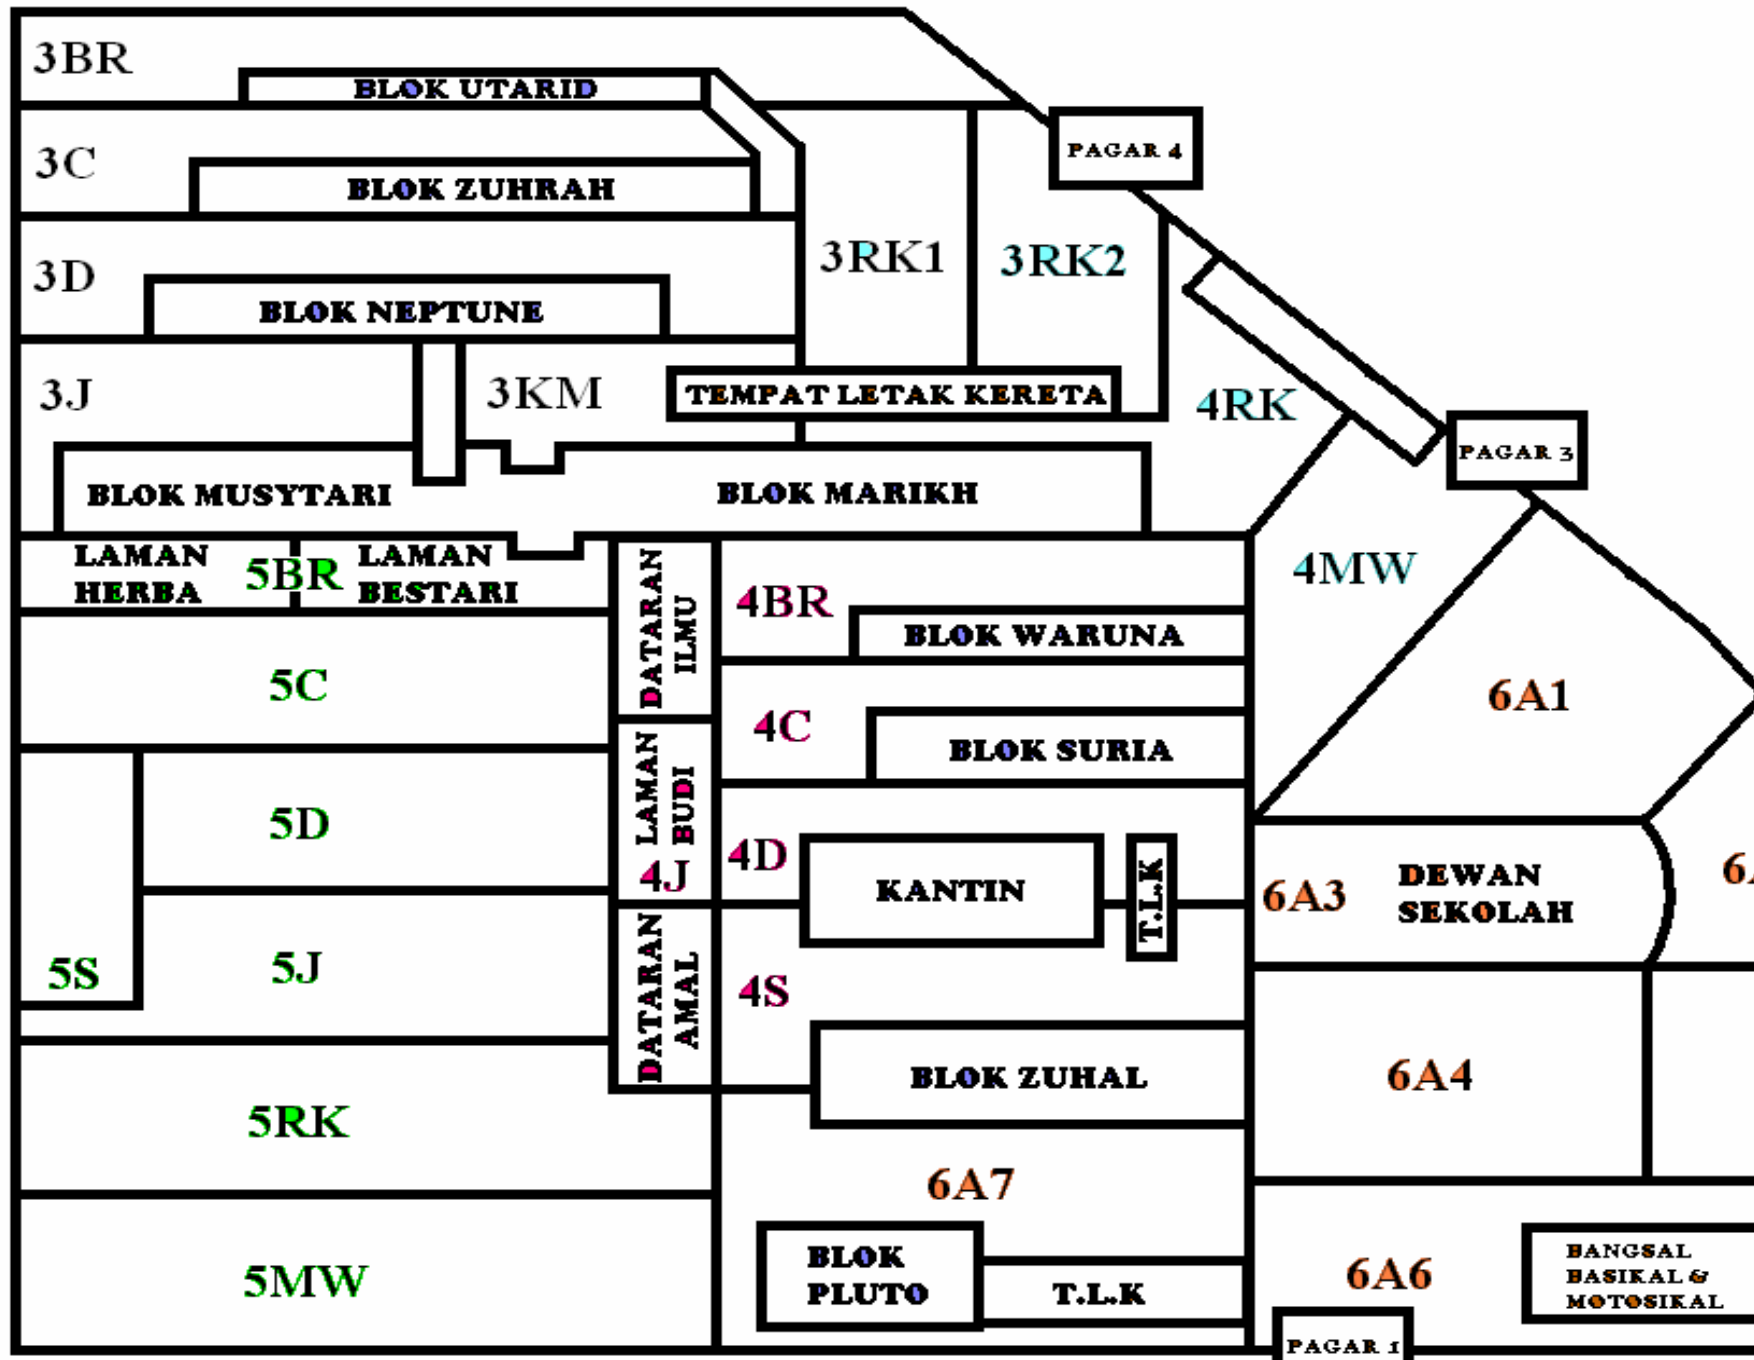 3BR
BLOK UTARID
3C
BLOK ZUHRAH
PAGAR 4
3D
BLOK NEPTUNE
3RK1
3RK2
3J
3KM
TEMPAT LETAK KERETA
4RK
PAGAR 3
BLOK MUSYTARI
BLOK MARIKH
LAMAN
HERBA
5BR
LAMAN
BESTARI
DATARAN
ILMU
4BR
BLOK WARUNA
4MW
5C
4C
BLOK SURIA
6A1
LAMAN
BUDI
4J
5D
4D
KANTIN
T.L.K
6A3
DEWAN
SEKOLAH
5S
5J
DATARAN
AMAL
4S
BLOK ZUHAL
6A4
5RK
6A7
5MW
BLOK
PLUTO
T.L.K
6A6
BANGSAL
BASIKAL &
MOTOSIKAL
PAGAR 1